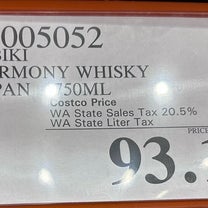 005052
BIKI
RMONY WHISKY
PAN 750ML
Costco Price
WA State Sales Tax 20.5%
WA State Liter Tax
PRICE
93.